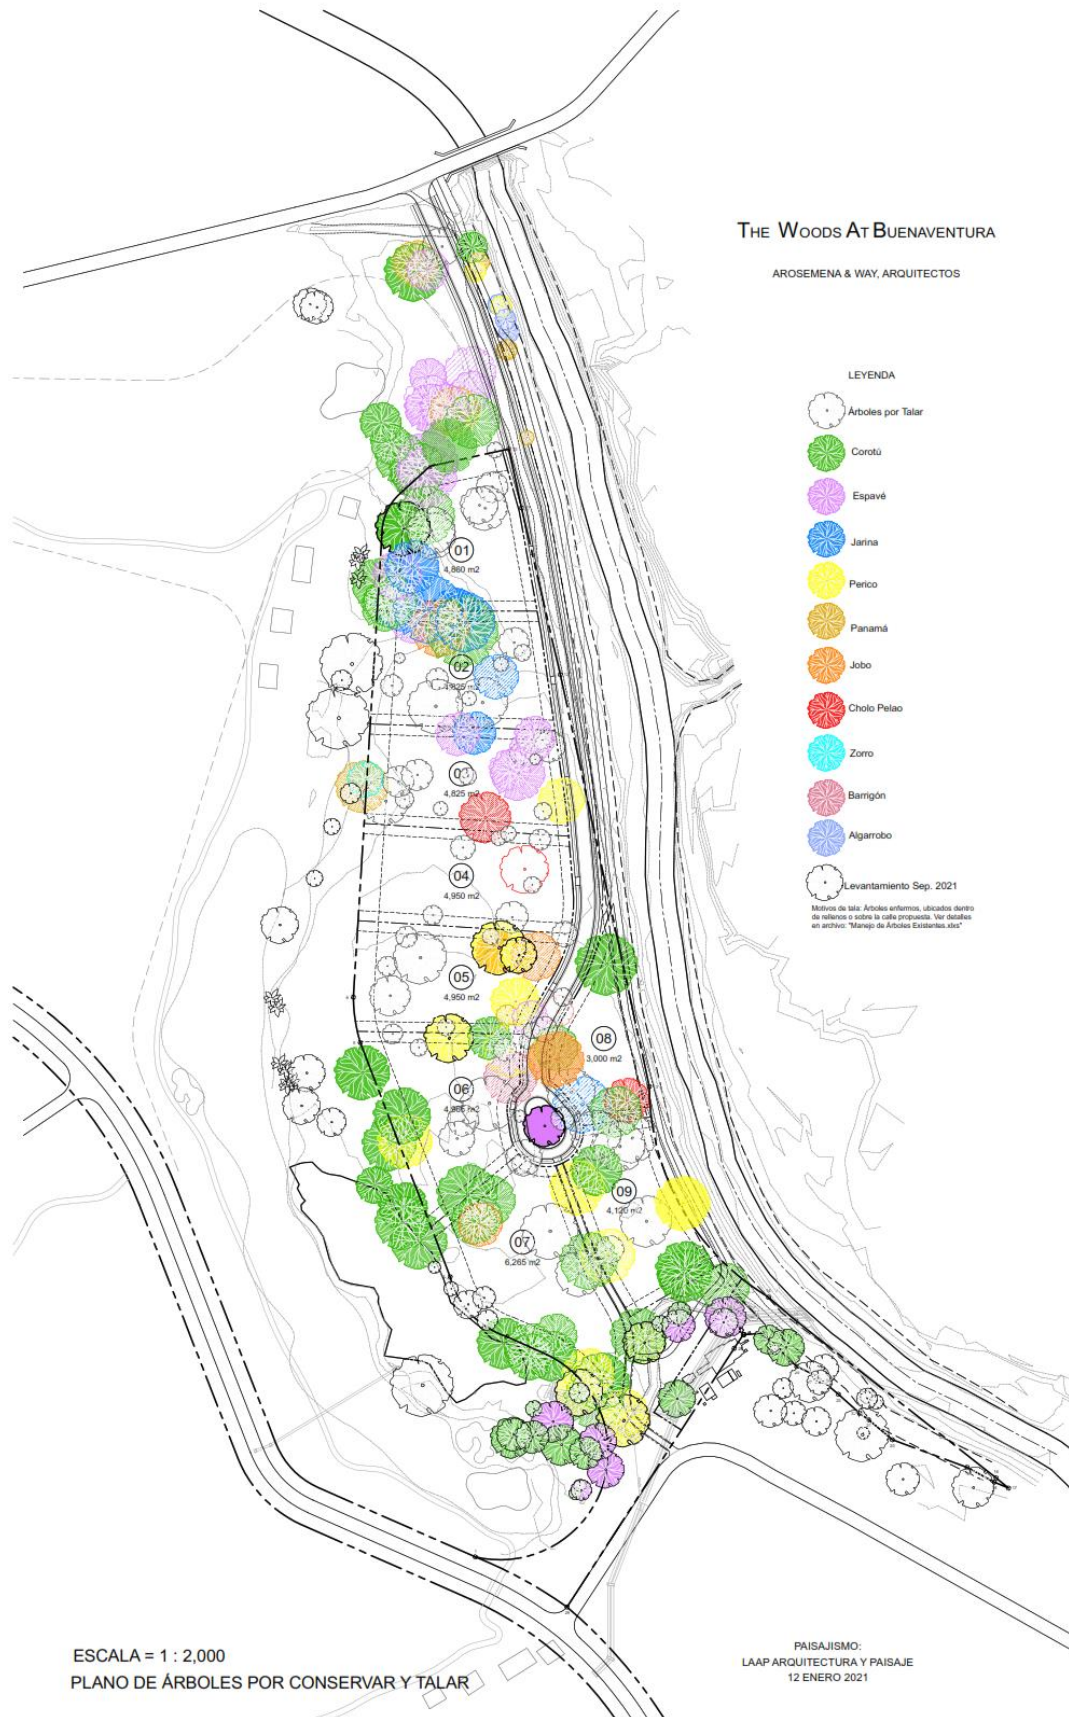 THE WOODS AT BUENAVENTURA
AROSEMENA & WAY, ARQUITECTOS
LEYENDA
Árboles por Talar
Corotú
Espavé
Jarina
Perico
Panamá
Jobo
Cholo Pelao
Zorro
Barrigón
Algarrobo
Levantamiento Sep. 2021
Motivos de tala: Árboles enfermos, ubicados dentro
de rellenos o sobre la calle propuesta. Ver detalles
en archivo: "Manejo de Árboles Existentes.xlxs"
01
4,860 m2
02
03
4,825 m2
04
4,950 m2
05
4,950 m2
08
3,000 m2
06
09
4,120 m2
07
6,265 m2
ESCALA = 1 : 2,000
PLANO DE ÁRBOLES POR CONSERVAR Y TALAR
PAISAJISMO:
LAAP ARQUITECTURA Y PAISAJE
12 ENERO 2021